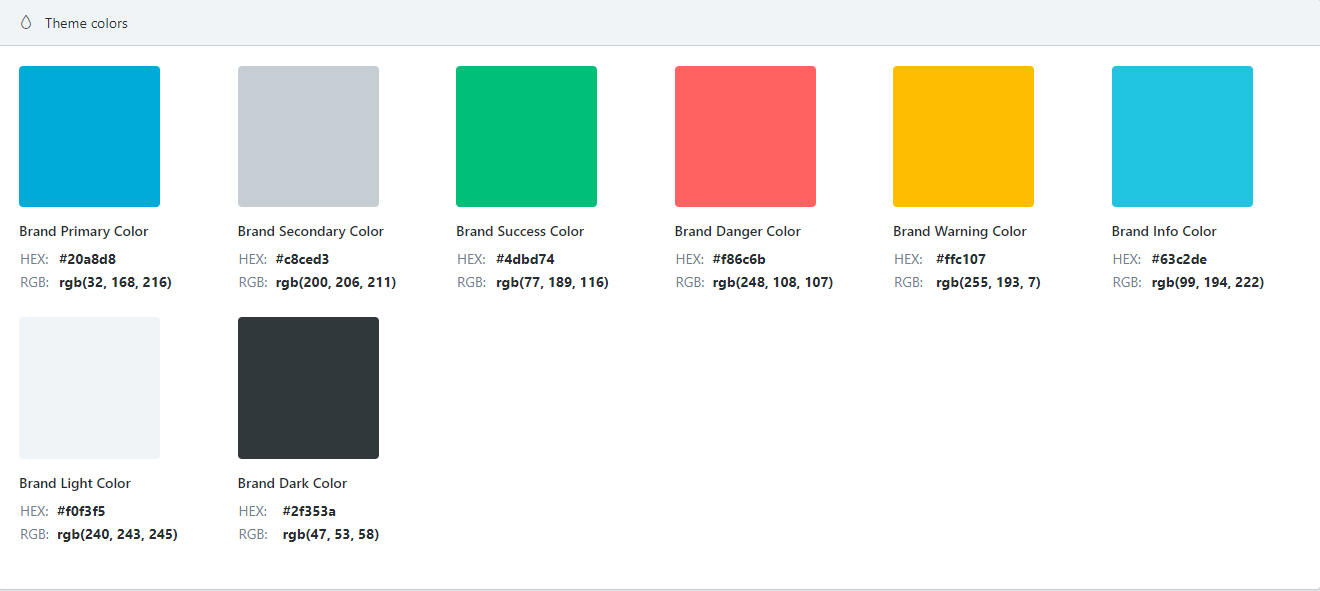 Theme colors
Brand Primary Color
HEX: #20a8d8
RGB: rgb(32, 168, 216)
Brand Secondary Color
HEX: #c8ced3
RGB: rgb(200, 206, 211)
Brand Success Color
HEX: #4dbd74
RGB: rgb(77, 189, 116)
Brand Danger Color
HEX: #f86c6b
RGB: rgb(248, 108, 107)
Brand Warning Color
HEX: #ffc107
RGB: rgb(255, 193, 7)
Brand Info Color
HEX: #63c2de
RGB: rgb(99, 194, 222)
Brand Light Color
HEX: #f0f3f5
RGB: rgb(240, 243, 245)
Brand Dark Color
HEX: #2f353a
RGB: rgb(47, 53, 58)